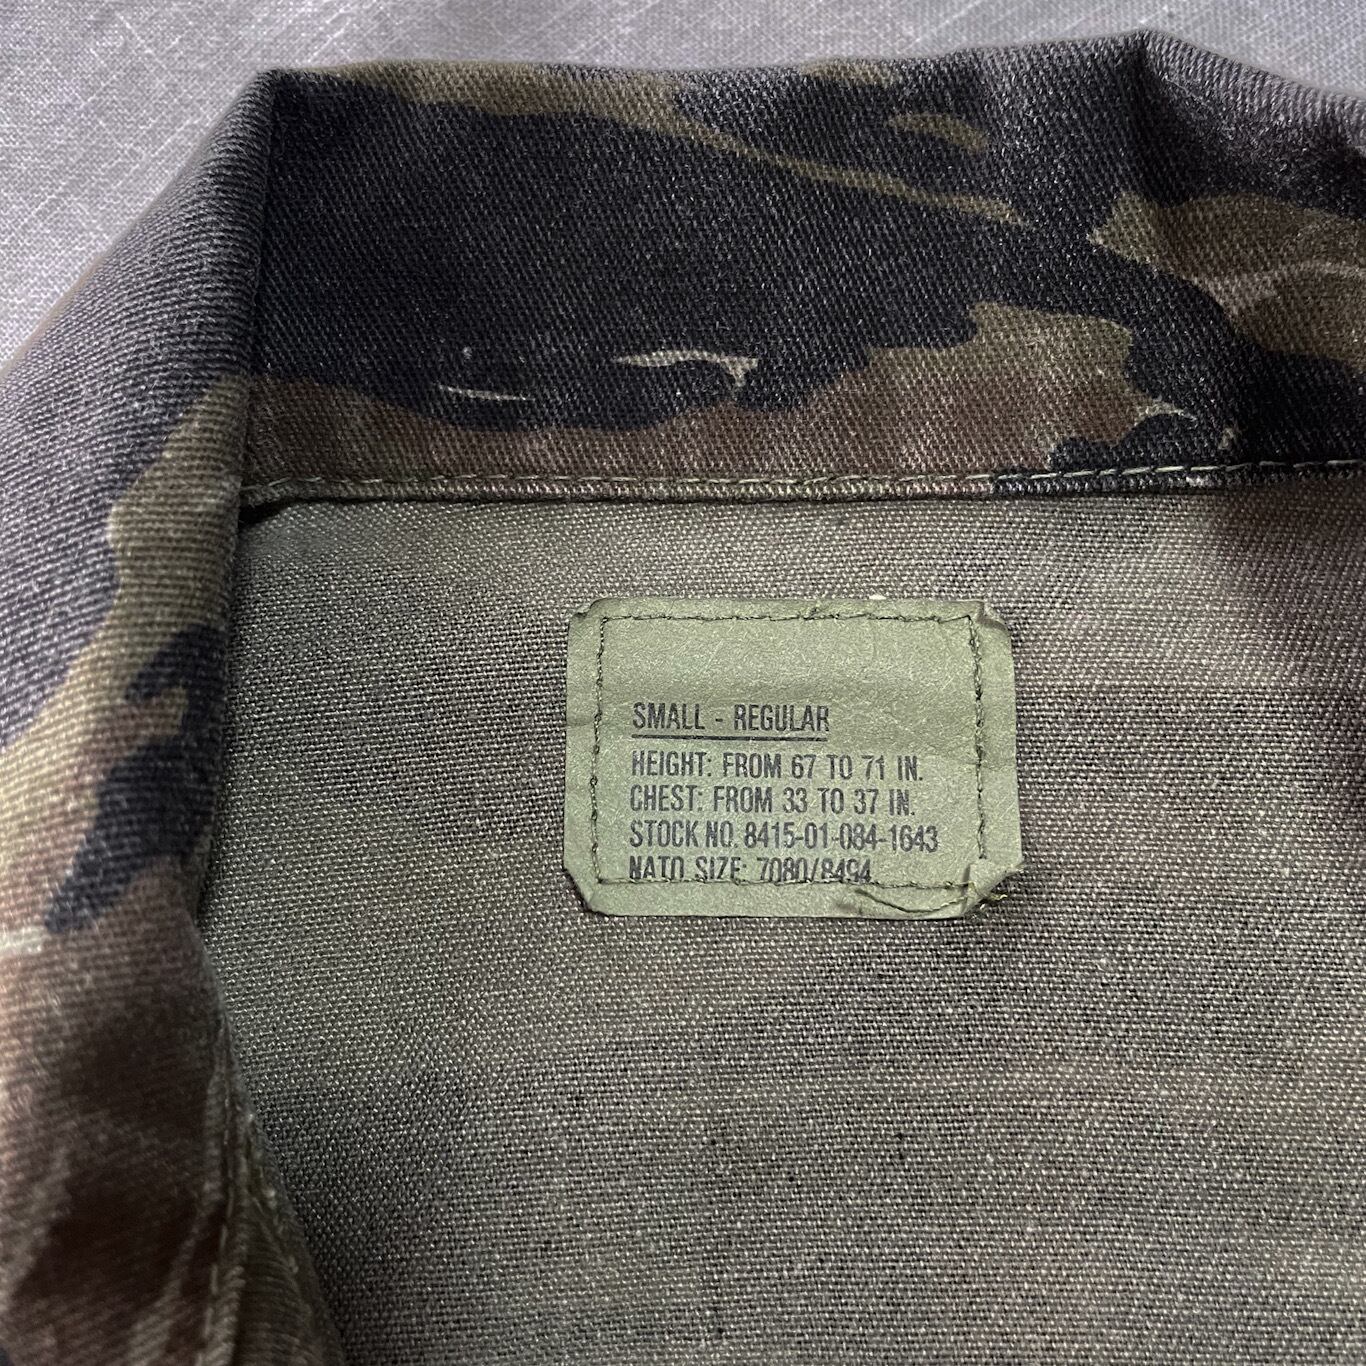 SMALL - REGULAR
HEIGHT: FROM 67 TO 71 IN.
CHEST: FROM 33 TO 37 IN.
STOCK NO. 8415-01-084-1643
NATO SIZE: 7080/8494